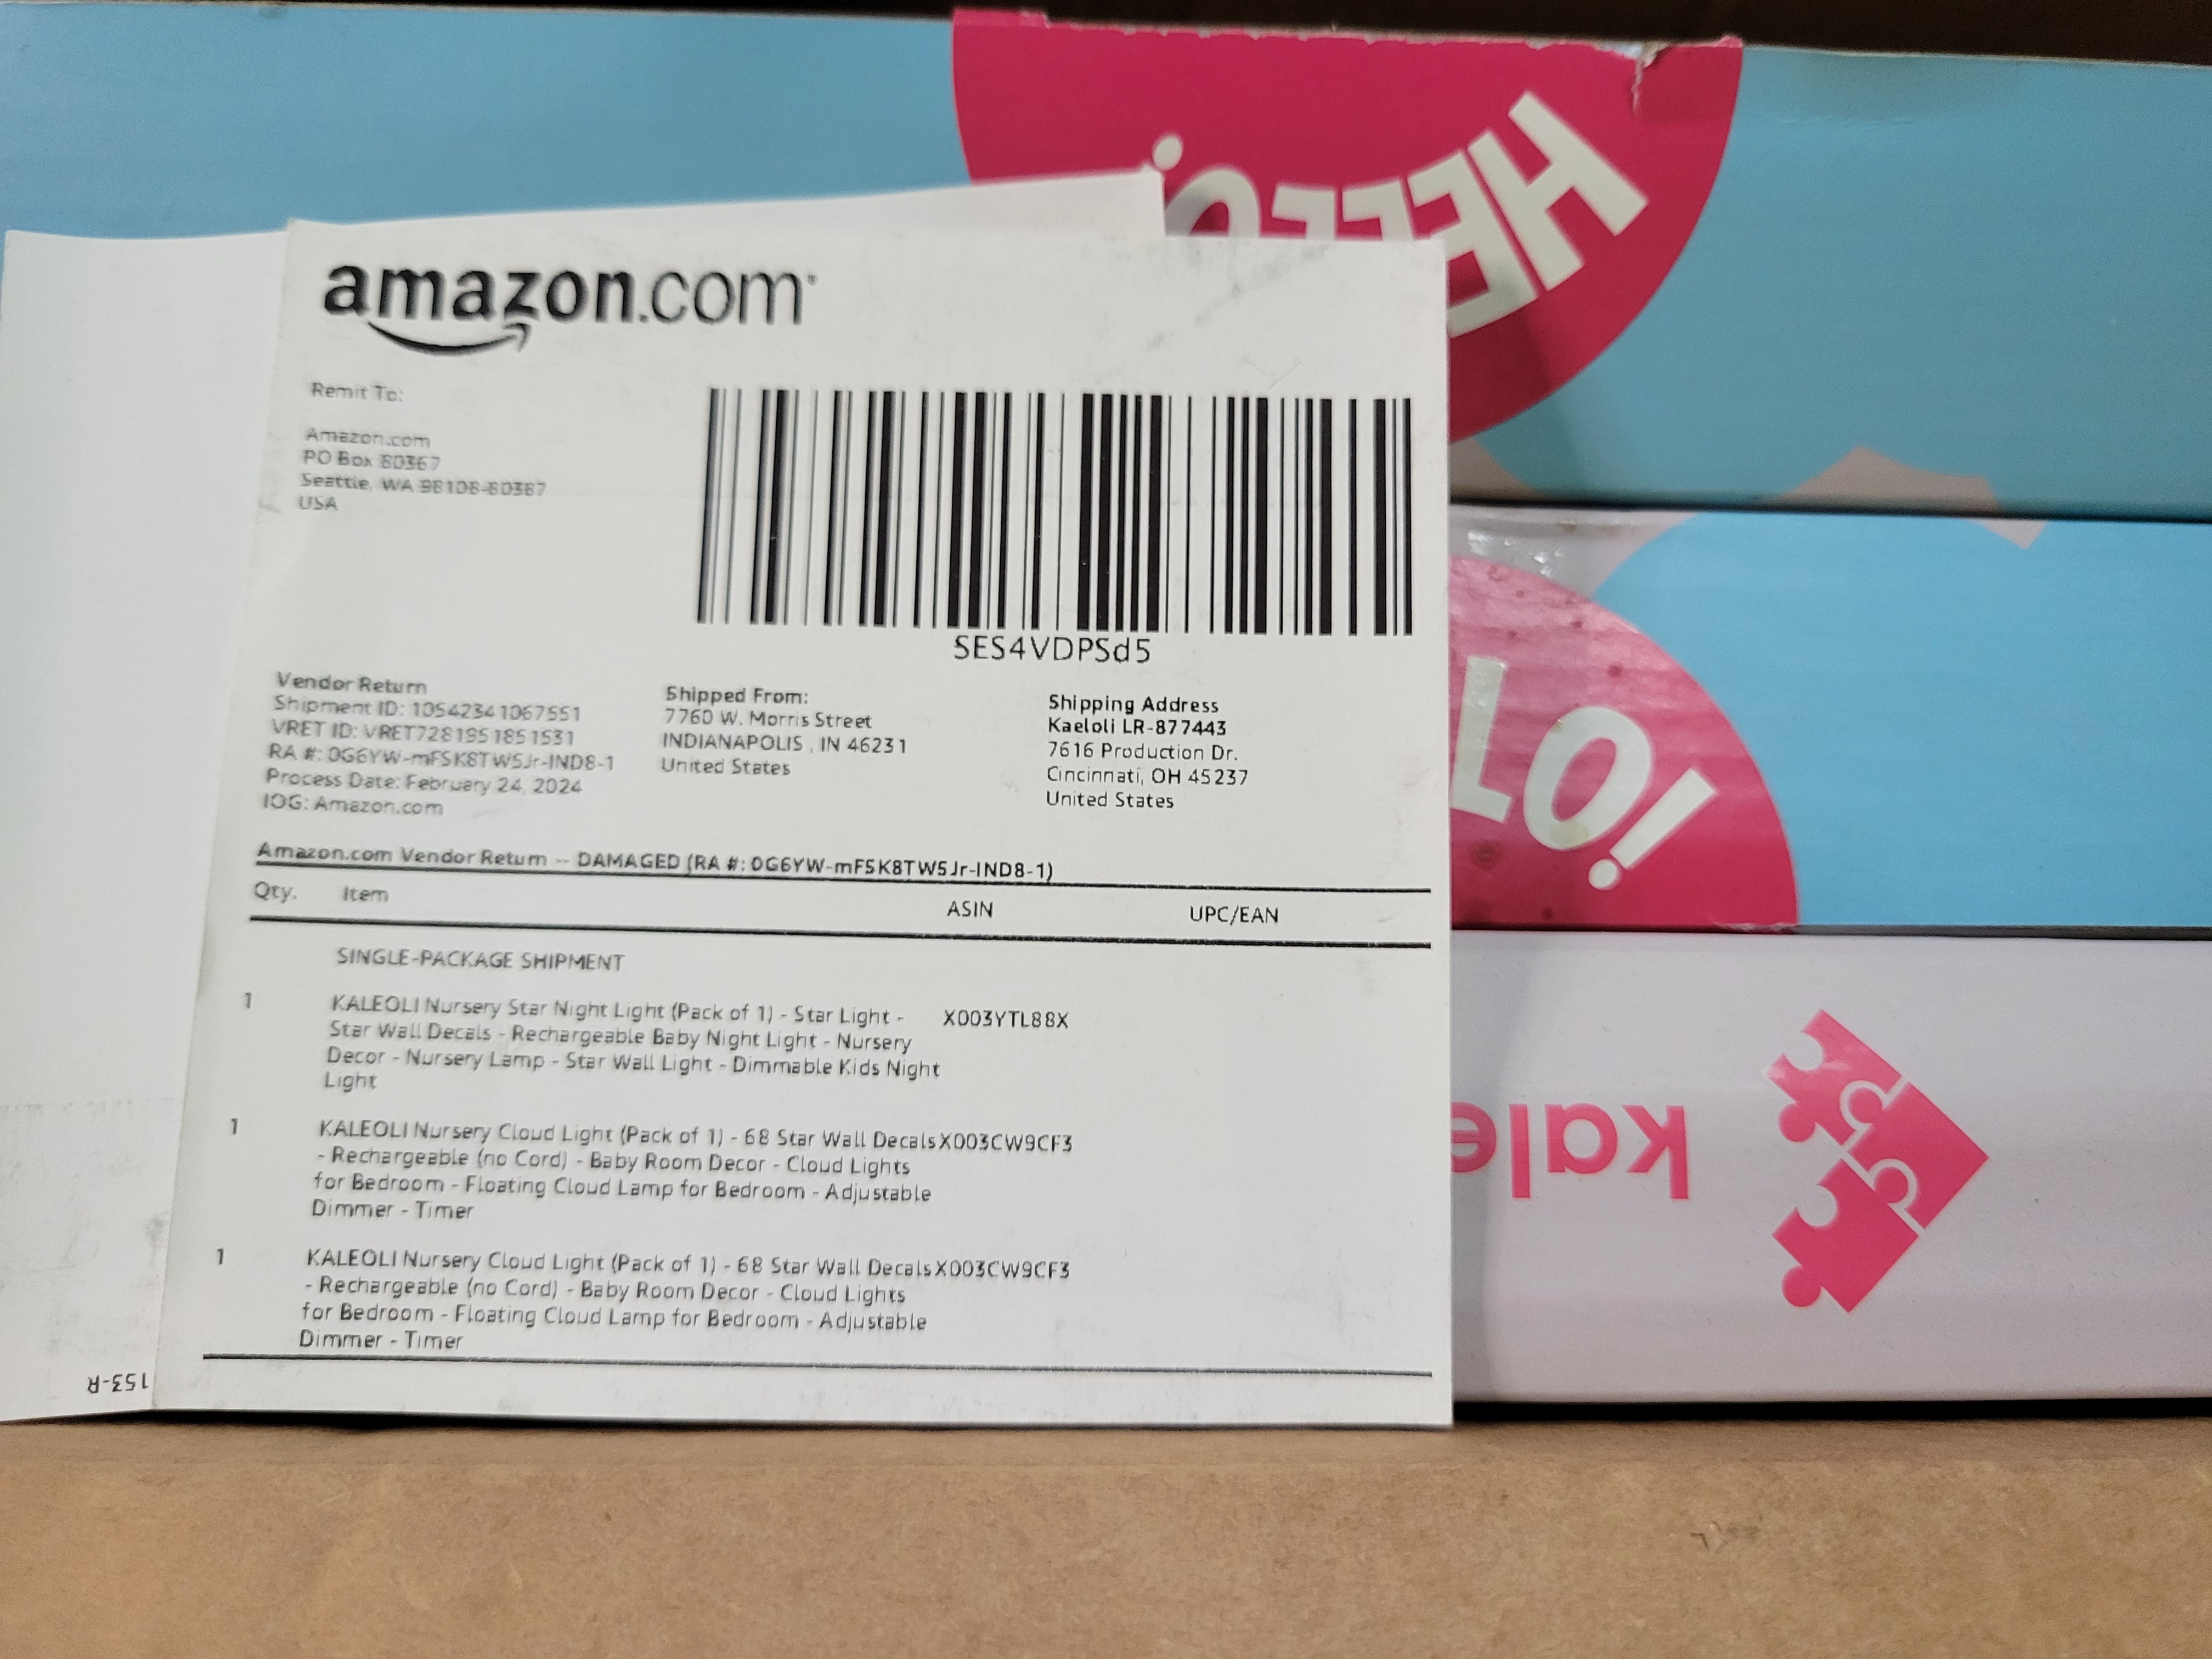 HELLO!
amazon.com
Remit To:
Amazon.com
PO Box 80367
Seattle, WA 98108-80387
USA
SES4VDPSd5
Vendor Return
Shipment ID: 10542341067551
VRET ID: VRET7281951851531
RA #: 0G6YW-mF5K8TW5Jr-IND8-1
Process Date: February 24, 2024
IOG: Amazon.com
Shipped From:
7760 W. Morris Street
INDIANAPOLIS , IN 46231
United States
Shipping Address
Kaeloli LR-877443
7616 Production Dr.
Cincinnati, OH 45237
United States
Amazon.com Vendor Return -- DAMAGED (RA #: 0G6YW-mF5K8TW5Jr-IND8-1)
Qty. Item ASIN UPC/EAN
SINGLE-PACKAGE SHIPMENT
1 KALEOLI Nursery Star Night Light (Pack of 1) - Star Light - X003YTL88X
Star Wall Decals - Rechargeable Baby Night Light - Nursery
Decor - Nursery Lamp - Star Wall Light - Dimmable Kids Night
Light
1 KALEOLI Nursery Cloud Light (Pack of 1) - 68 Star Wall Decals X003CW9CF3
- Rechargeable (no Cord) - Baby Room Decor - Cloud Lights
for Bedroom - Floating Cloud Lamp for Bedroom - Adjustable
Dimmer - Timer
1 KALEOLI Nursery Cloud Light (Pack of 1) - 68 Star Wall Decals X003CW9CF3
- Rechargeable (no Cord) - Baby Room Decor - Cloud Lights
for Bedroom - Floating Cloud Lamp for Bedroom - Adjustable
Dimmer - Timer
153-R
LO!
kale